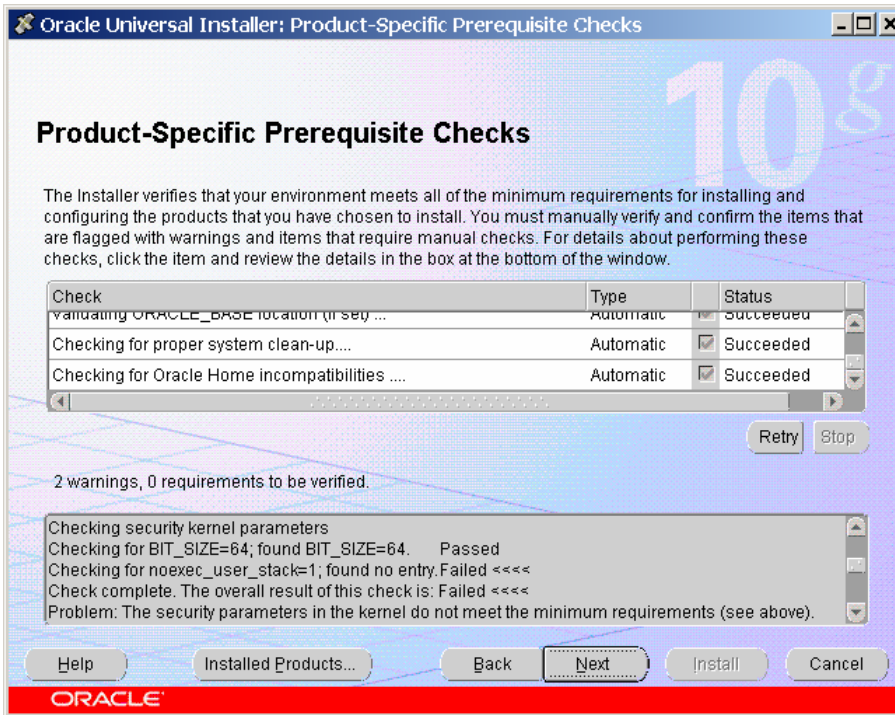 Oracle Universal Installer: Product-Specific Prerequisite Checks
10g
Product-Specific Prerequisite Checks
The Installer verifies that your environment meets all of the minimum requirements for installing and
configuring the products that you have chosen to install. You must manually verify and confirm the items that
are flagged with warnings and items that require manual checks. For details about performing these
checks, click the item and review the details in the box at the bottom of the window.
Check Type Status
Validating ORACLE_BASE location (if set) ... Automatic Succeeded
Checking for proper system clean-up.... Automatic Succeeded
Checking for Oracle Home incompatibilities .... Automatic Succeeded
Retry Stop
2 warnings, 0 requirements to be verified.
Checking security kernel parameters
Checking for BIT_SIZE=64; found BIT_SIZE=64. Passed
Checking for noexec_user_stack=1; found no entry. Failed <<<<
Check complete. The overall result of this check is: Failed <<<<
Problem: The security parameters in the kernel do not meet the minimum requirements (see above).
Help Installed Products... Back Next Install Cancel
ORACLE